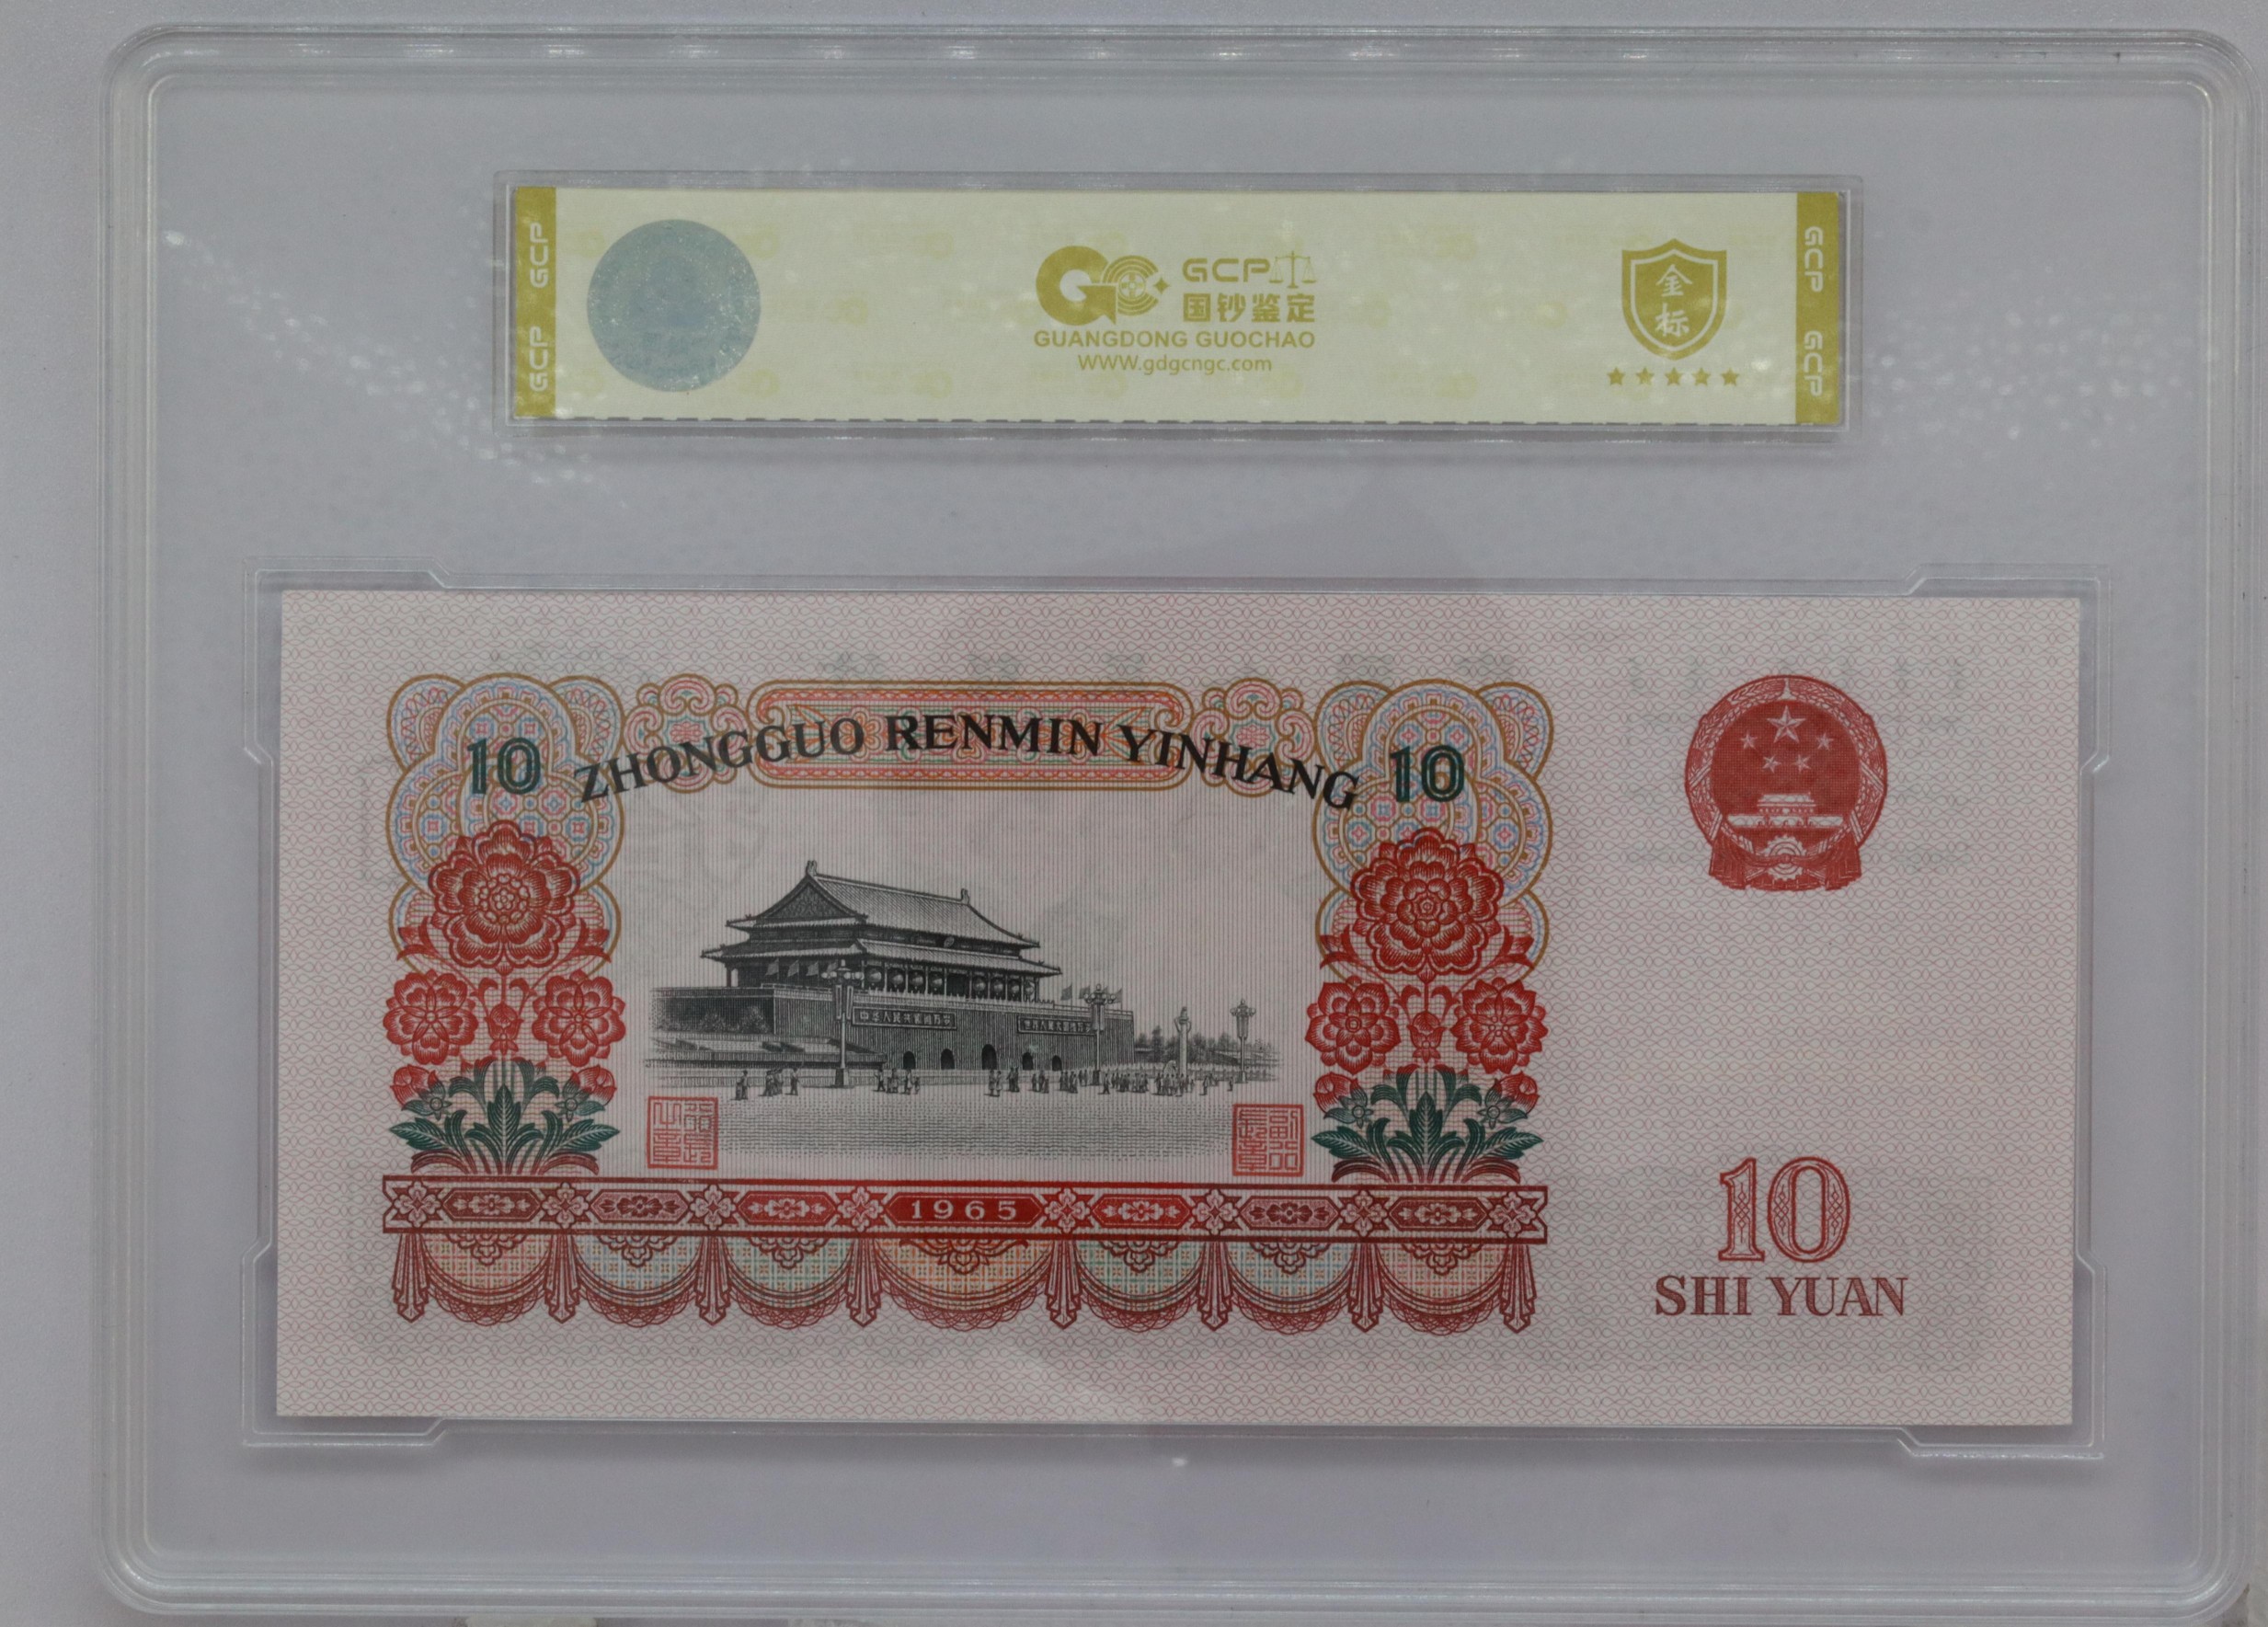 GCP GCP
GCP
国钞鉴定
GUANGDONG GUOCHAO
WWW.gdgcngc.com
金标
GCP GCP
10 ZHONGGUO RENMIN YINHANG 10
1965
10
SHI YUAN